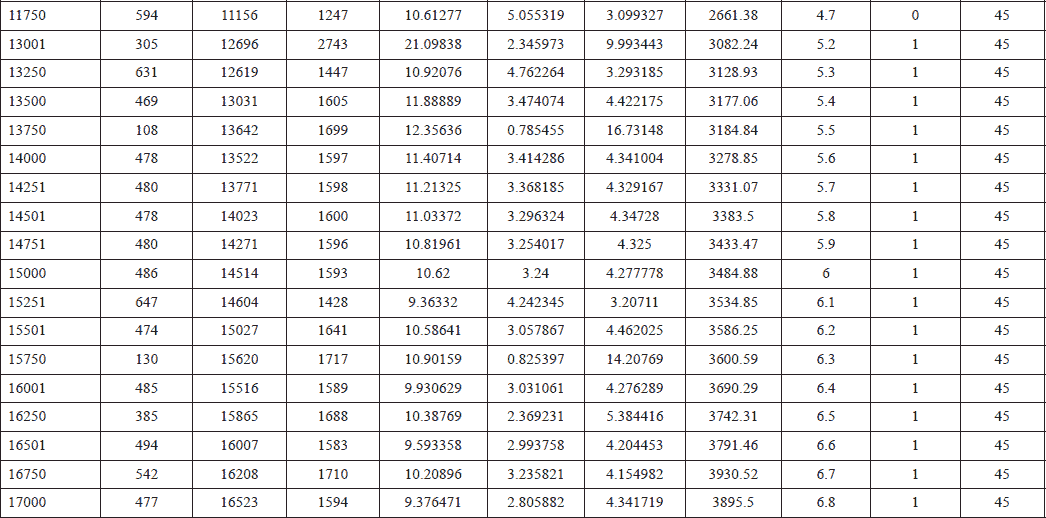 11750 594 11156 1247 10.61277 5.055319 3.099327 2661.38 4.7 0 45
13001 305 12696 2743 21.09838 2.345973 9.993443 3082.24 5.2 1 45
13250 631 12619 1447 10.92076 4.762264 3.293185 3128.93 5.3 1 45
13500 469 13031 1605 11.88889 3.474074 4.422175 3177.06 5.4 1 45
13750 108 13642 1699 12.35636 0.785455 16.73148 3184.84 5.5 1 45
14000 478 13522 1597 11.40714 3.414286 4.341004 3278.85 5.6 1 45
14251 480 13771 1598 11.21325 3.368185 4.329167 3331.07 5.7 1 45
14501 478 14023 1600 11.03372 3.296324 4.34728 3383.5 5.8 1 45
14751 480 14271 1596 10.81961 3.254017 4.325 3433.47 5.9 1 45
15000 486 14514 1593 10.62 3.24 4.277778 3484.88 6 1 45
15251 647 14604 1428 9.36332 4.242345 3.20711 3534.85 6.1 1 45
15501 474 15027 1641 10.58641 3.057867 4.462025 3586.25 6.2 1 45
15750 130 15620 1717 10.90159 0.825397 14.20769 3600.59 6.3 1 45
16001 485 15516 1589 9.930629 3.031061 4.276289 3690.29 6.4 1 45
16250 385 15865 1688 10.38769 2.369231 5.384416 3742.31 6.5 1 45
16501 494 16007 1583 9.593358 2.993758 4.204453 3791.46 6.6 1 45
16750 542 16208 1710 10.20896 3.235821 4.154982 3930.52 6.7 1 45
17000 477 16523 1594 9.376471 2.805882 4.341719 3895.5 6.8 1 45